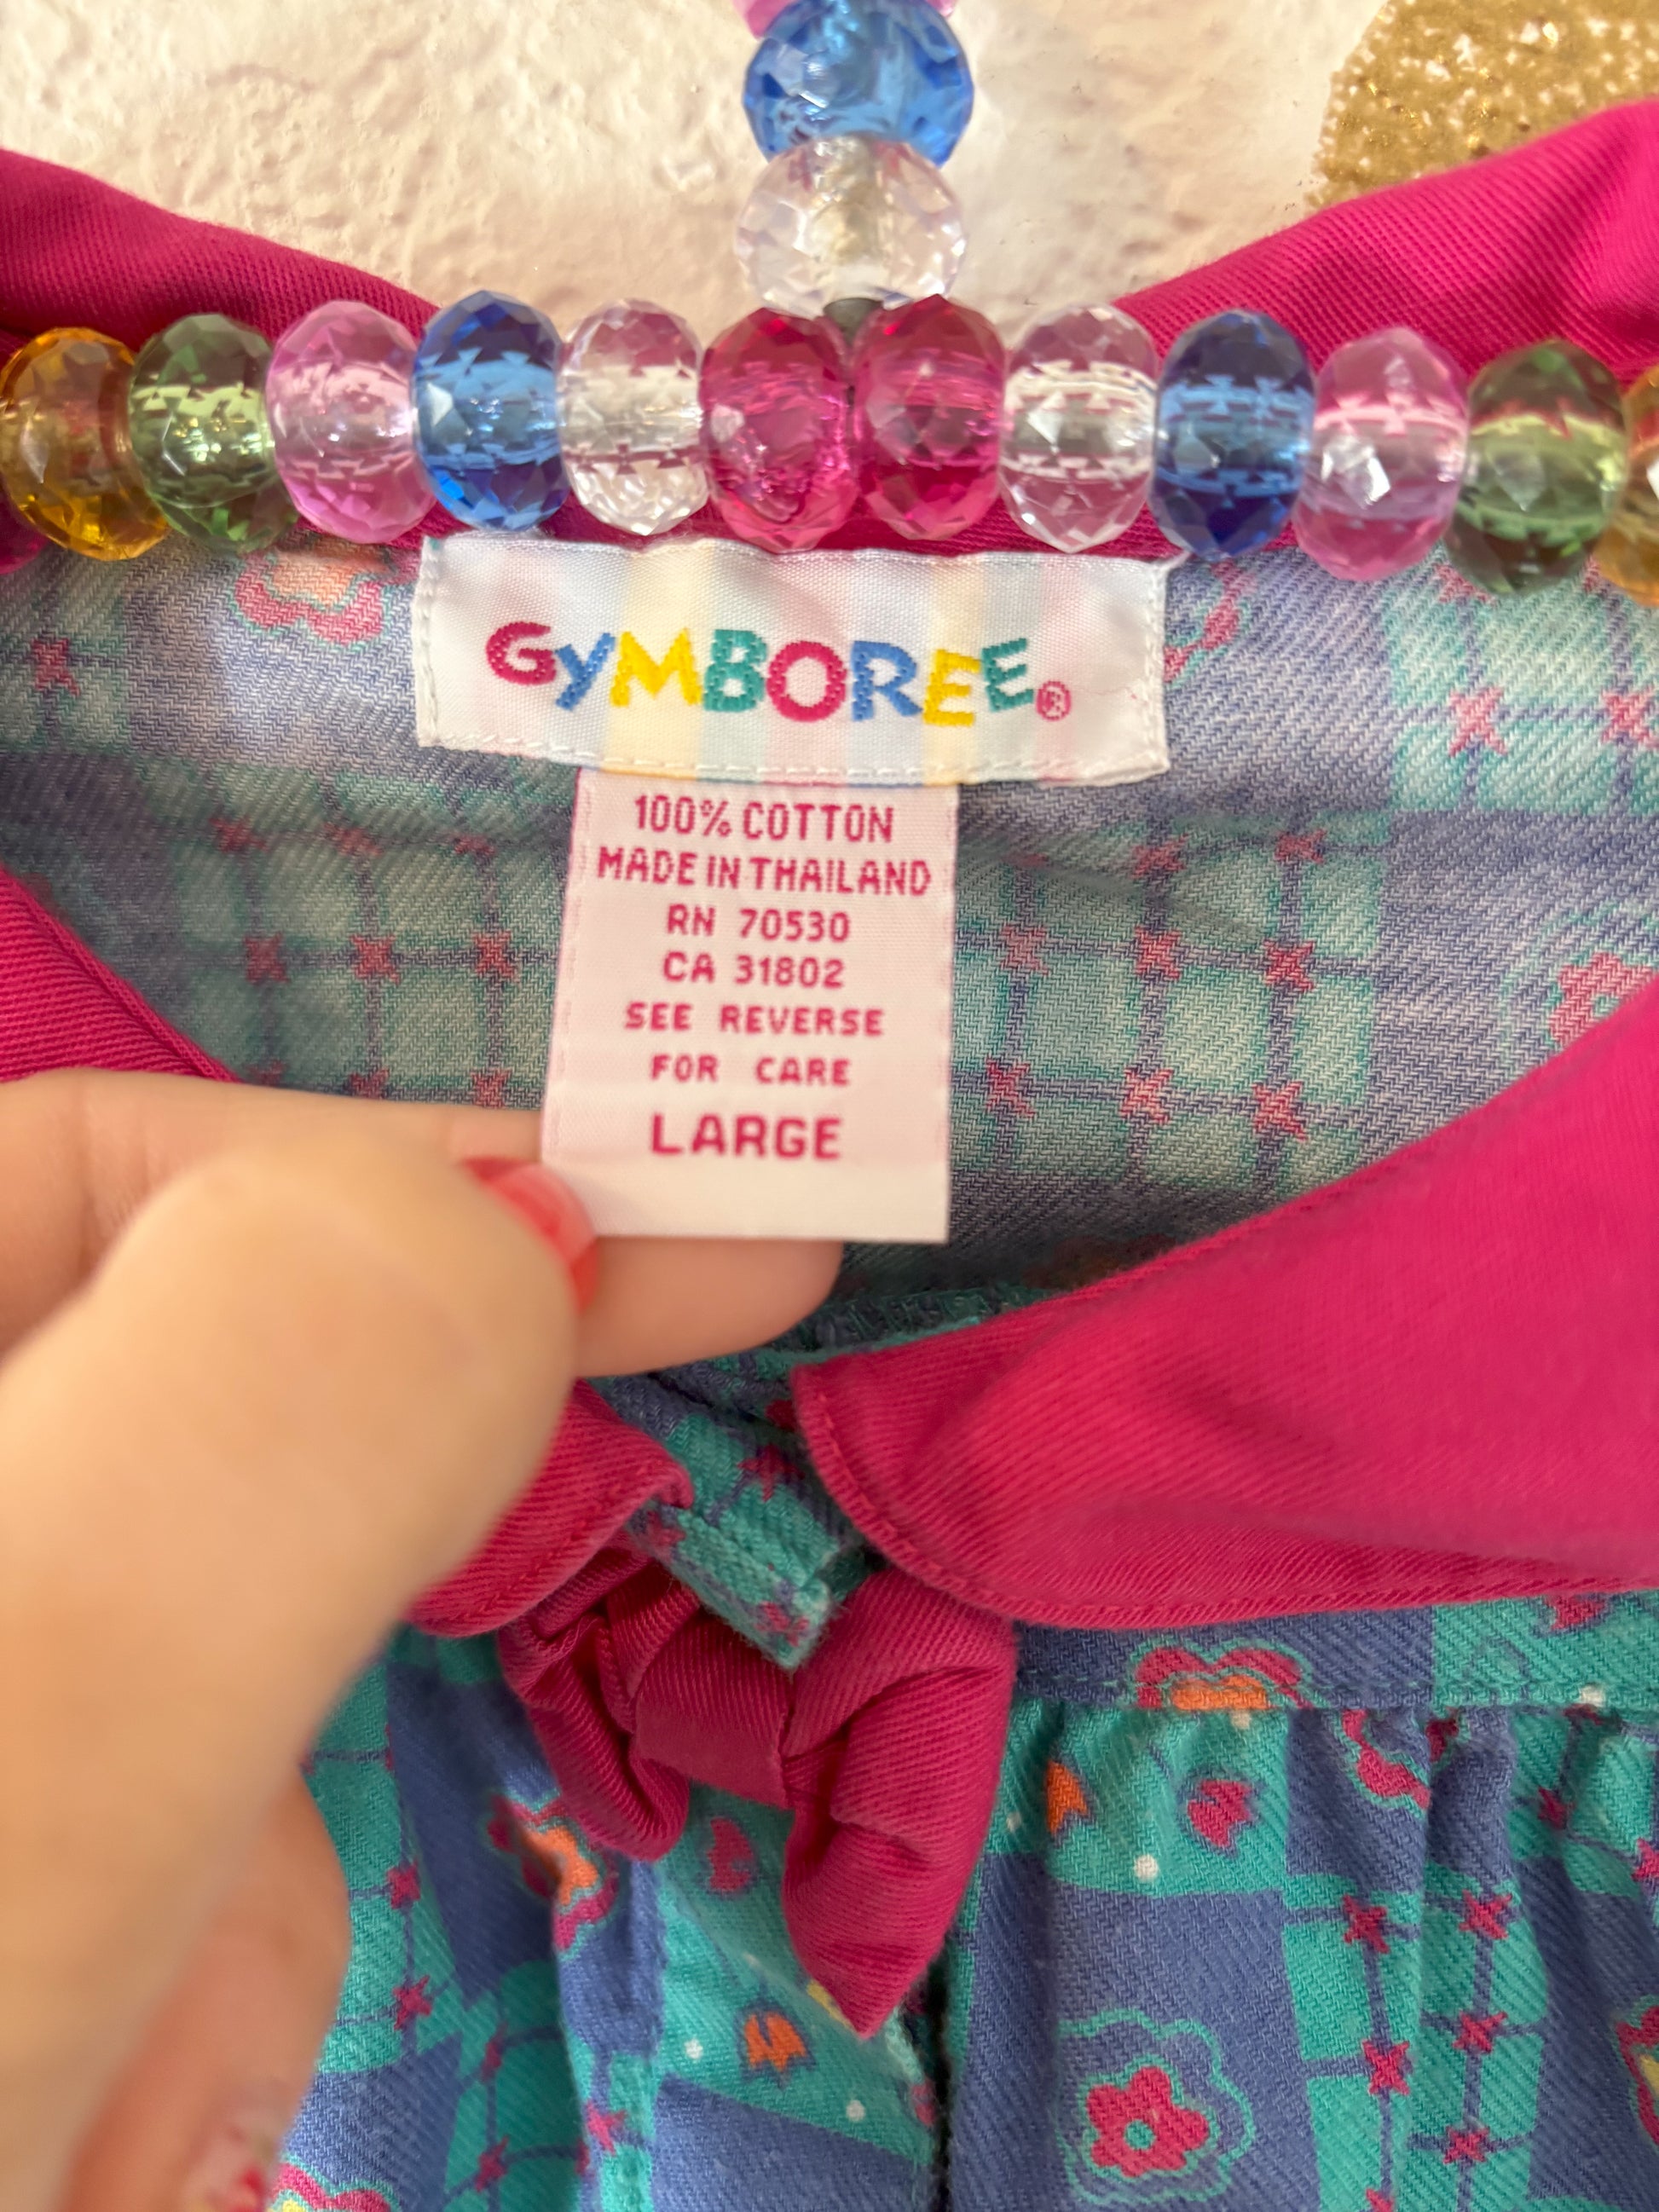 GyMBOREE®
100% COTTON
MADE IN THAILAND
RN 70530
CA 31802
SEE REVERSE
FOR CARE
LARGE